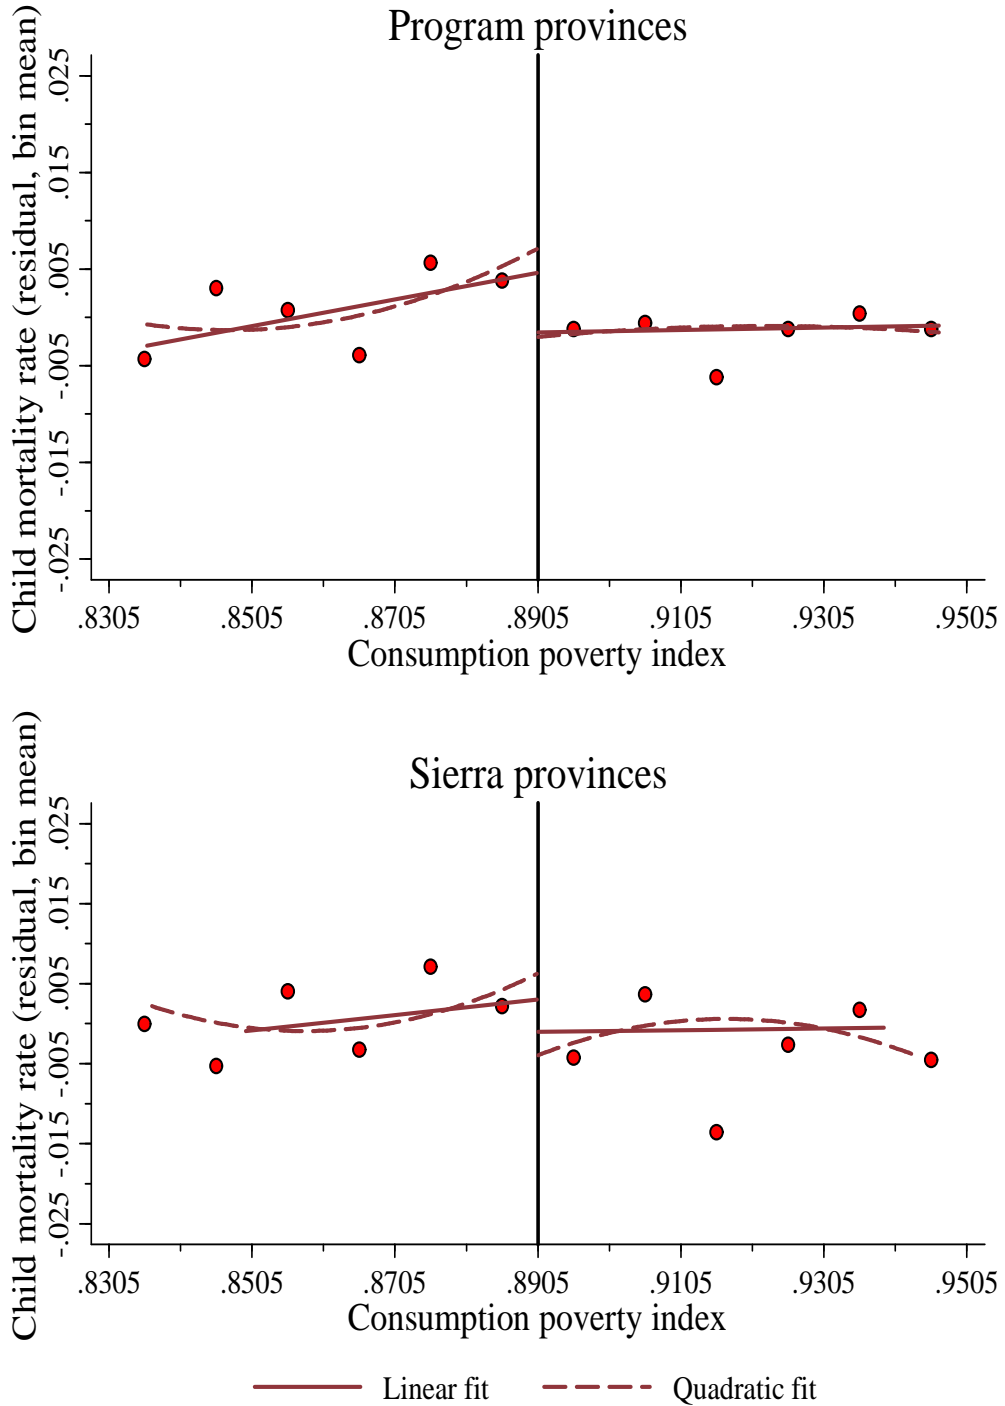 Program provinces
Child mortality rate (residual, bin mean)
.025
.015
.005
-.005
-.015
-.025
.8305 .8505 .8705 .8905 .9105 .9305 .9505
Consumption poverty index
Sierra provinces
Child mortality rate (residual, bin mean)
.025
.015
.005
-.005
-.015
-.025
.8305 .8505 .8705 .8905 .9105 .9305 .9505
Consumption poverty index
Linear fit Quadratic fit